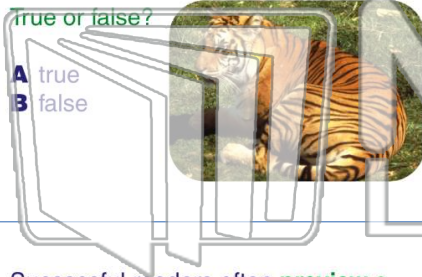 True or false?
A true
B false
Successful readers often preview a